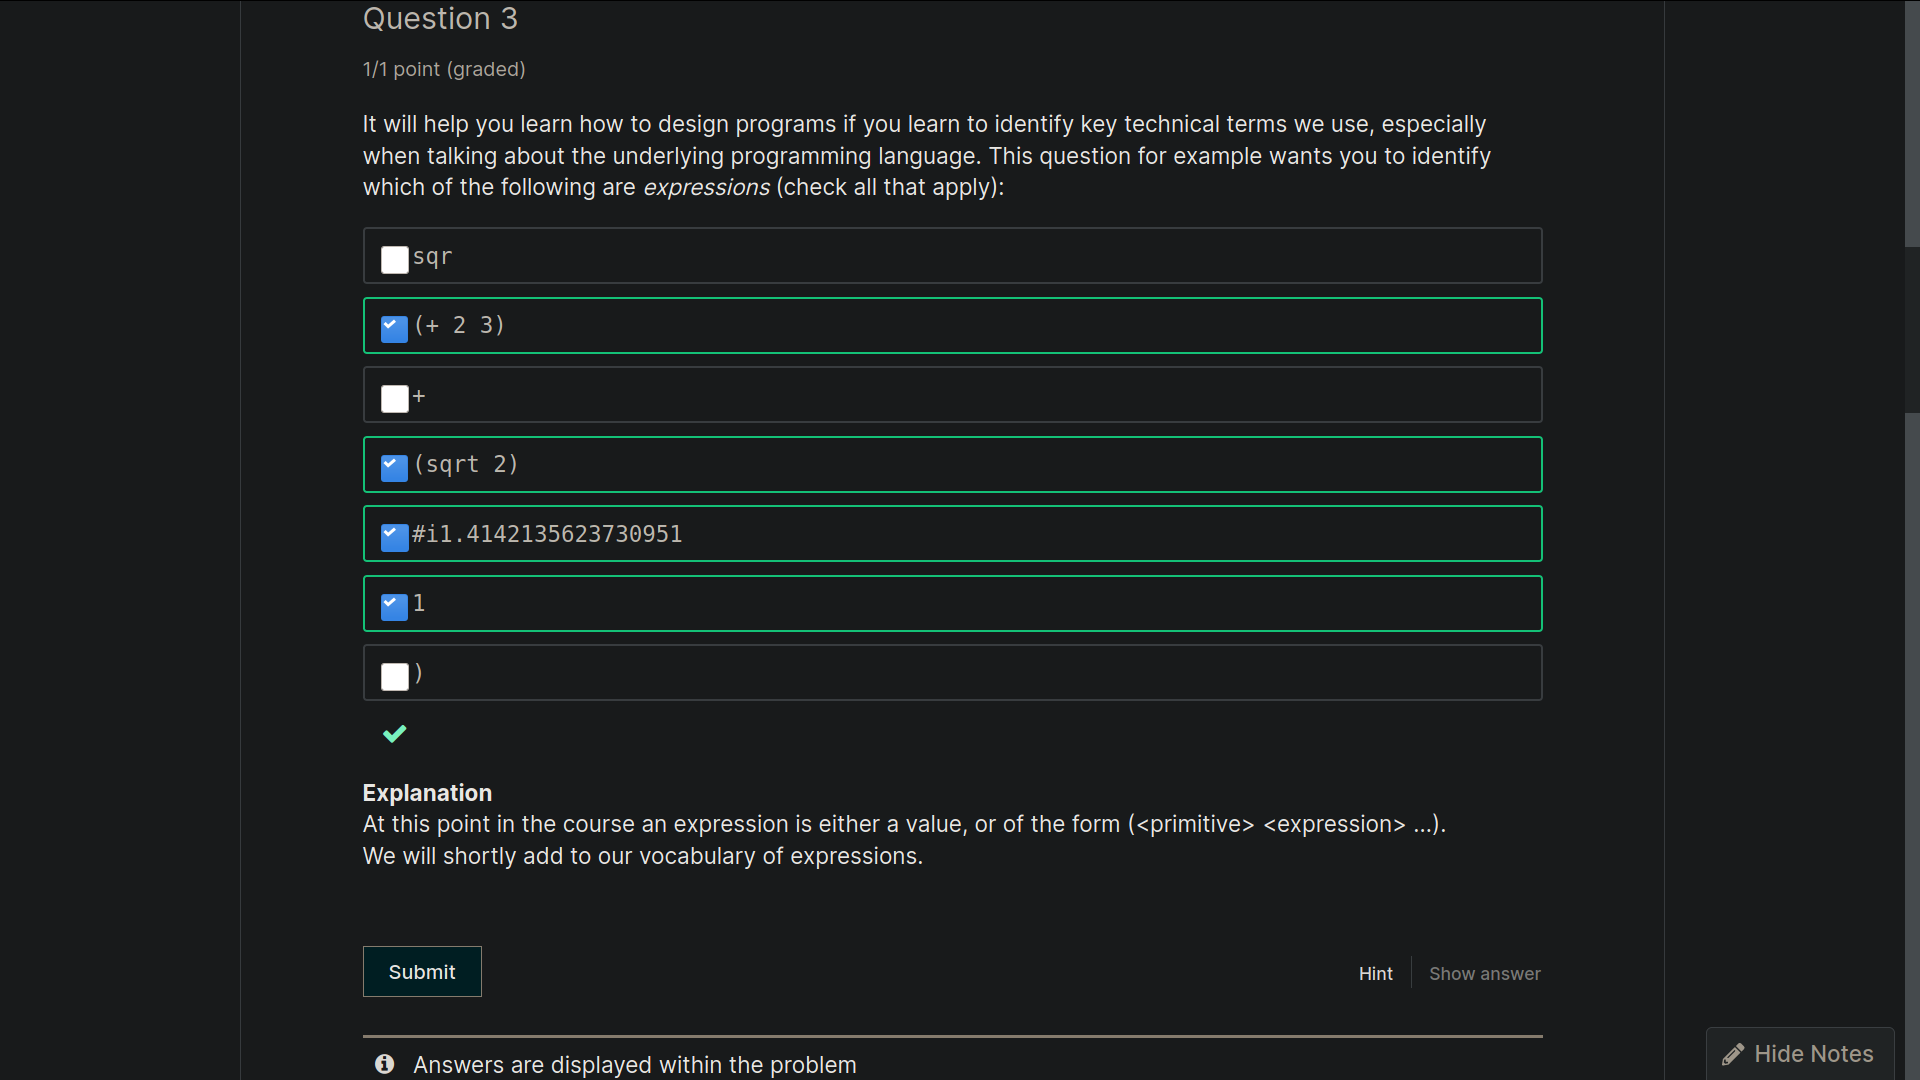 Question 3
1/1 point (graded)
It will help you learn how to design programs if you learn to identify key technical terms we use, especially
when talking about the underlying programming language. This question for example wants you to identify
which of the following are expressions (check all that apply):
sqr
(+ 2 3)
+
(sqrt 2)
#i1.4142135623730951
1
)
Explanation
At this point in the course an expression is either a value, or of the form (<primitive> <expression> ...).
We will shortly add to our vocabulary of expressions.
Submit
Hint
Show answer
Answers are displayed within the problem
Hide Notes